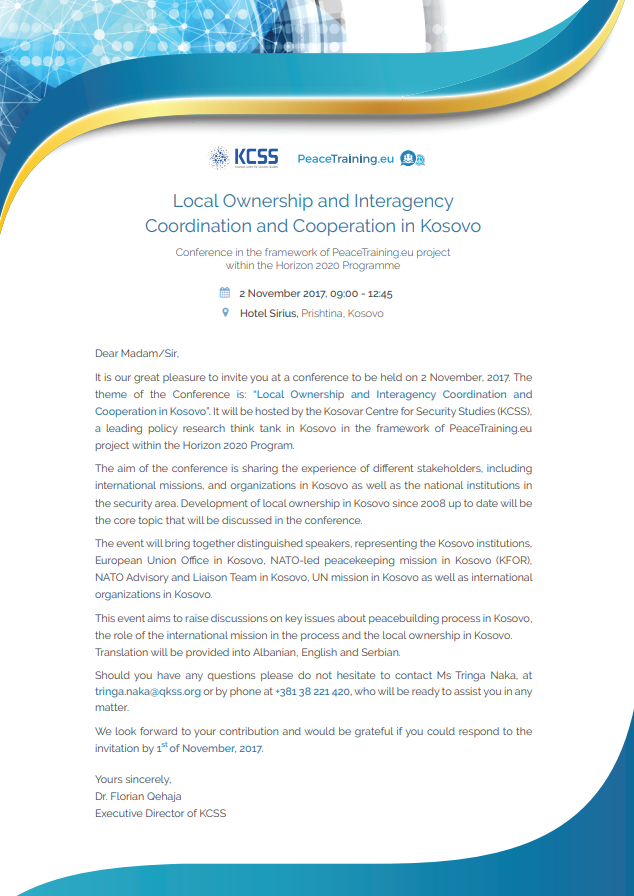 KCSS
PeaceTraining.eu
Local Ownership and Interagency
Coordination and Cooperation in Kosovo
Conference in the framework of PeaceTraining.eu project
within the Horizon 2020 Programme
2 November 2017, 09:00 - 12:45
Hotel Sirius, Prishtina, Kosovo
Dear Madam/Sir,
It is our great pleasure to invite you at a conference to be held on 2 November, 2017. The
theme of the Conference is: “Local Ownership and Interagency Coordination and
Cooperation in Kosovo”. It will be hosted by the Kosovar Centre for Security Studies (KCSS),
a leading policy research think tank in Kosovo in the framework of PeaceTraining.eu
project within the Horizon 2020 Program.
The aim of the conference is sharing the experience of different stakeholders, including
international missions, and organizations in Kosovo as well as the national institutions in
the security area. Development of local ownership in Kosovo since 2008 up to date will be
the core topic that will be discussed in the conference.
The event will bring together distinguished speakers, representing the Kosovo institutions,
European Union Office in Kosovo, NATO-led peacekeeping mission in Kosovo (KFOR),
NATO Advisory and Liaison Team in Kosovo, UN mission in Kosovo as well as international
organizations in Kosovo.
This event aims to raise discussions on key issues about peacebuilding process in Kosovo,
the role of the international mission in the process and the local ownership in Kosovo.
Translation will be provided into Albanian, English and Serbian.
Should you have any questions please do not hesitate to contact Ms Tringa Naka, at
tringa.naka@qkss.org or by phone at +381 38 221 420, who will be ready to assist you in any
matter.
We look forward to your contribution and would be grateful if you could respond to the
invitation by 1st of November, 2017.
Yours sincerely,
Dr. Florian Qehaja
Executive Director of KCSS